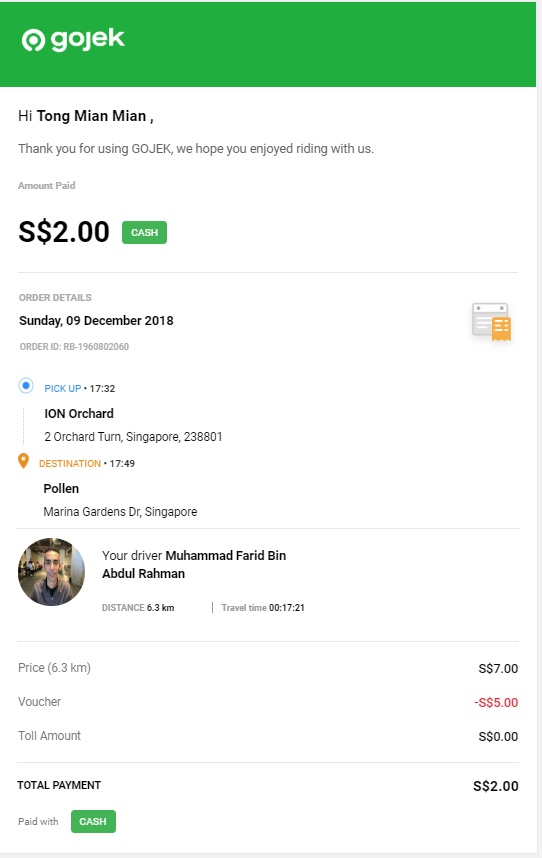 gojek
Hi Tong Mian Mian ,
Thank you for using GOJEK, we hope you enjoyed riding with us.
Amount Paid
S$2.00 CASH
ORDER DETAILS
Sunday, 09 December 2018
ORDER ID: RB-1960802060
PICK UP • 17:32
ION Orchard
2 Orchard Turn, Singapore, 238801
DESTINATION • 17:49
Pollen
Marina Gardens Dr, Singapore
Your driver Muhammad Farid Bin
Abdul Rahman
DISTANCE 6.3 km | Travel time 00:17:21
Price (6.3 km) S$7.00
Voucher -S$5.00
Toll Amount S$0.00
TOTAL PAYMENT S$2.00
Paid with CASH